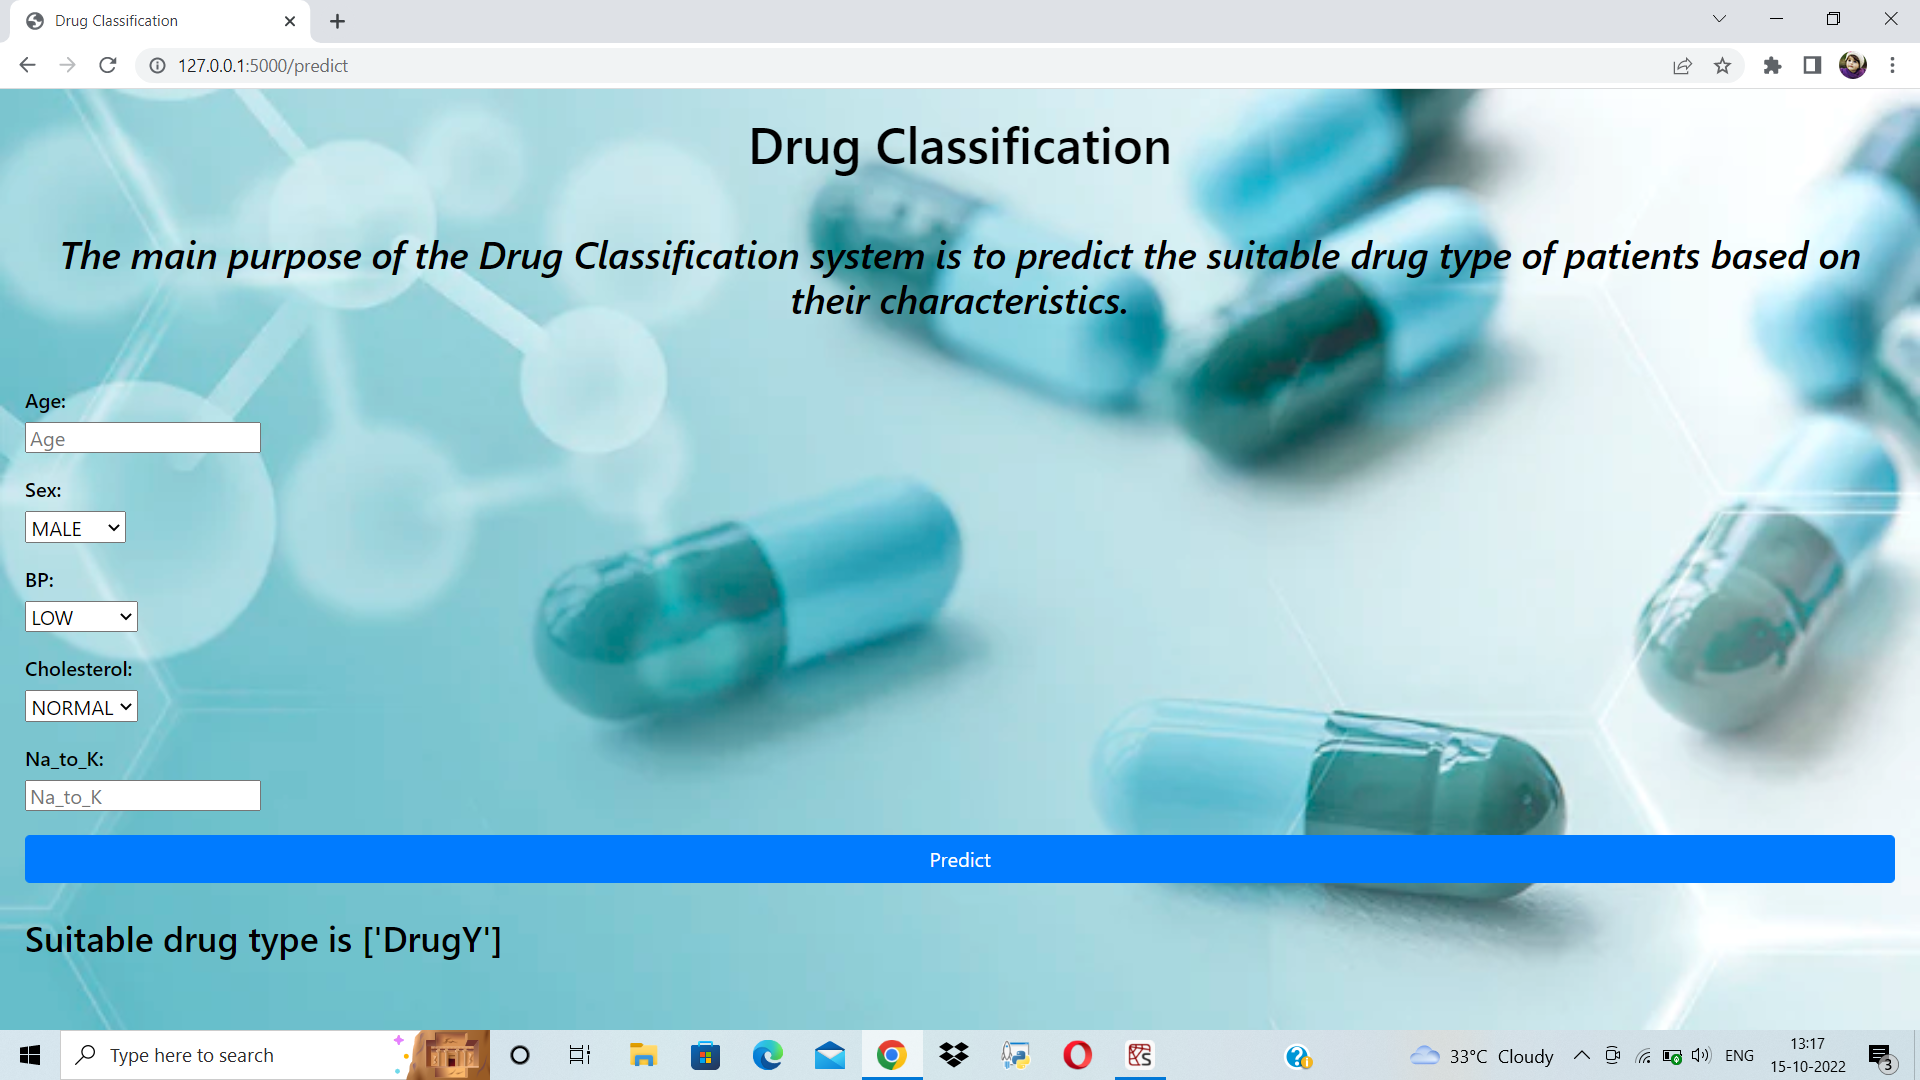 Drug Classification
127.0.0.1:5000/predict
Drug Classification
The main purpose of the Drug Classification system is to predict the suitable drug type of patients based on
their characteristics.
Age:
Age
Sex:
MALE
BP:
LOW
Cholesterol:
NORMAL
Na_to_K:
Na_to_K
Predict
Suitable drug type is ['DrugY']
Type here to search
33°C Cloudy
ENG
13:17
15-10-2022
3